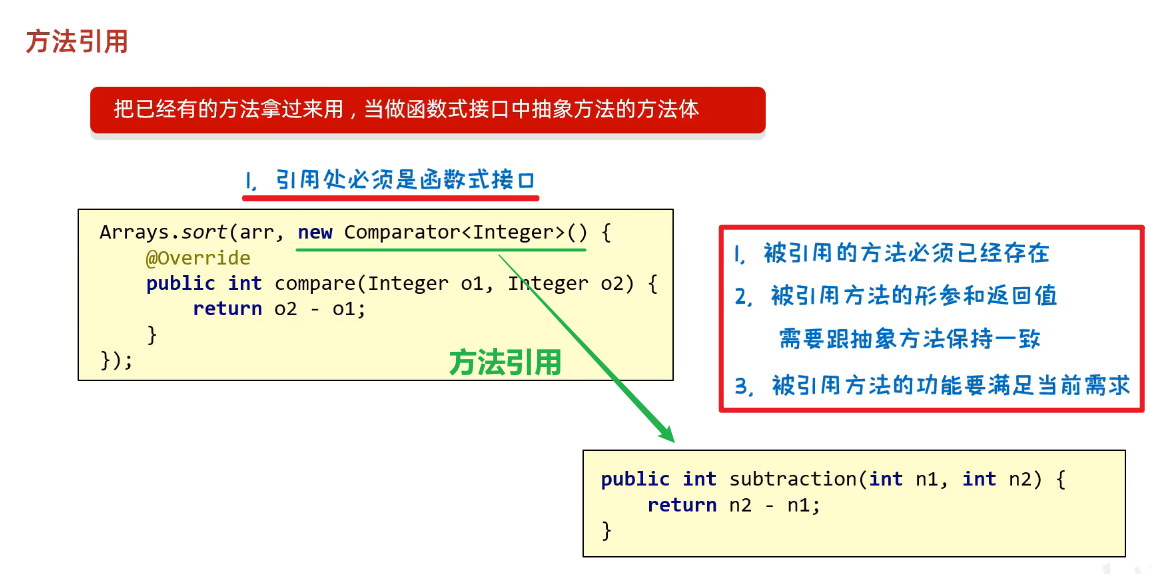 方法引用
把已经有的方法拿过来用，当做函数式接口中抽象方法的方法体
1, 引用处必须是函数式接口
Arrays.sort(arr, new Comparator<Integer>() {
@Override
public int compare(Integer o1, Integer o2) {
return o2 - o1;
}
});
方法引用
1, 被引用的方法必须已经存在
2, 被引用方法的形参和返回值
需要跟抽象方法保持一致
3, 被引用方法的功能要满足当前需求
public int subtraction(int n1, int n2) {
return n2 - n1;
}